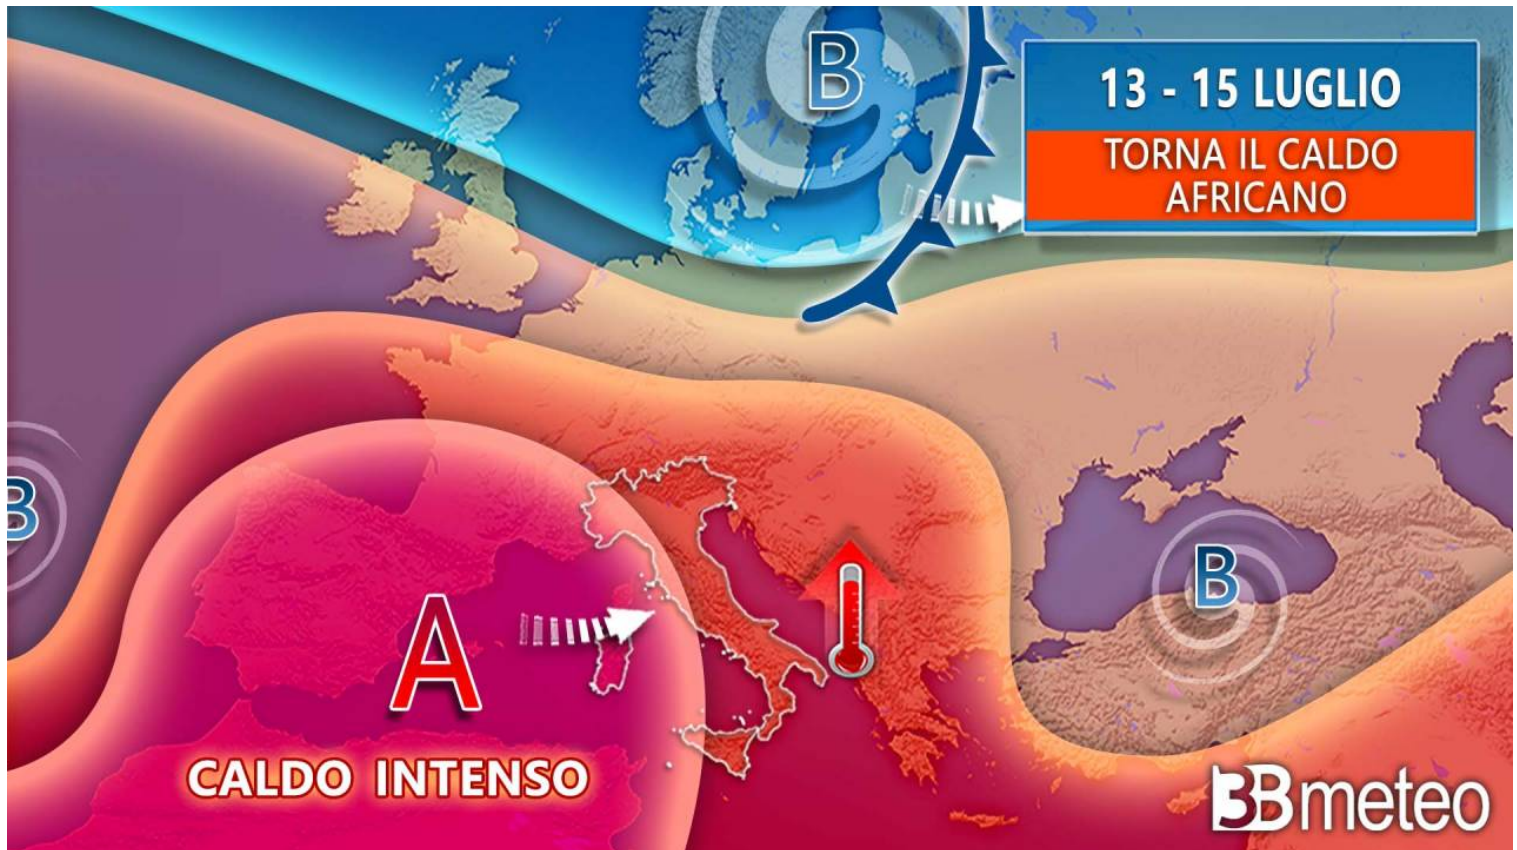 B
13 - 15 LUGLIO
TORNA IL CALDO
AFRICANO
B
B
A
CALDO INTENSO
3Bmeteo